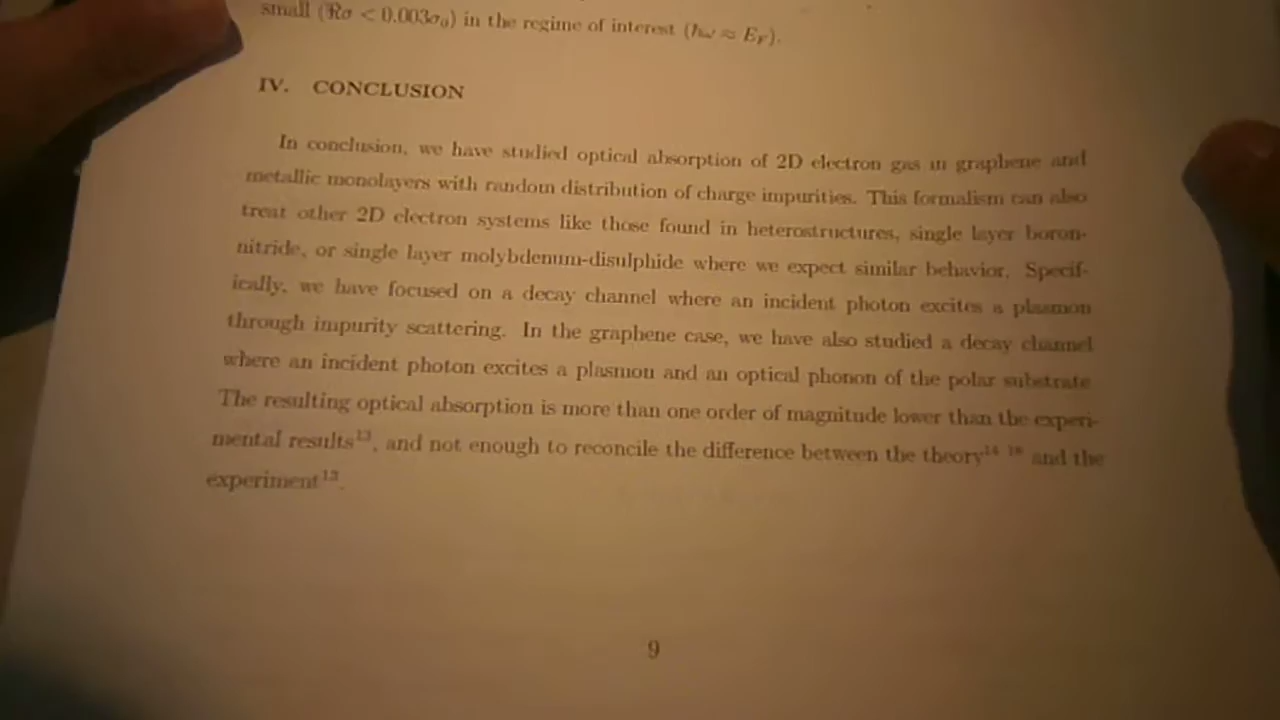 small (ℜσ < 0.003σ₀) in the regime of interest (ħω ≈ E_F).
IV. CONCLUSION
In conclusion, we have studied optical absorption of 2D electron gas in graphene and
metallic monolayers with random distribution of charge impurities. This formalism can also
treat other 2D electron systems like those found in heterostructures, single layer boron-
nitride, or single layer molybdenum-disulphide where we expect similar behavior. Specif-
ically, we have focused on a decay channel where an incident photon excites a plasmon
through impurity scattering. In the graphene case, we have also studied a decay channel
where an incident photon excites a plasmon and an optical phonon of the polar substrate
The resulting optical absorption is more than one order of magnitude lower than the experi-
mental results¹³, and not enough to reconcile the difference between the theory¹⁴ ¹⁶ and the
experiment¹³.
9